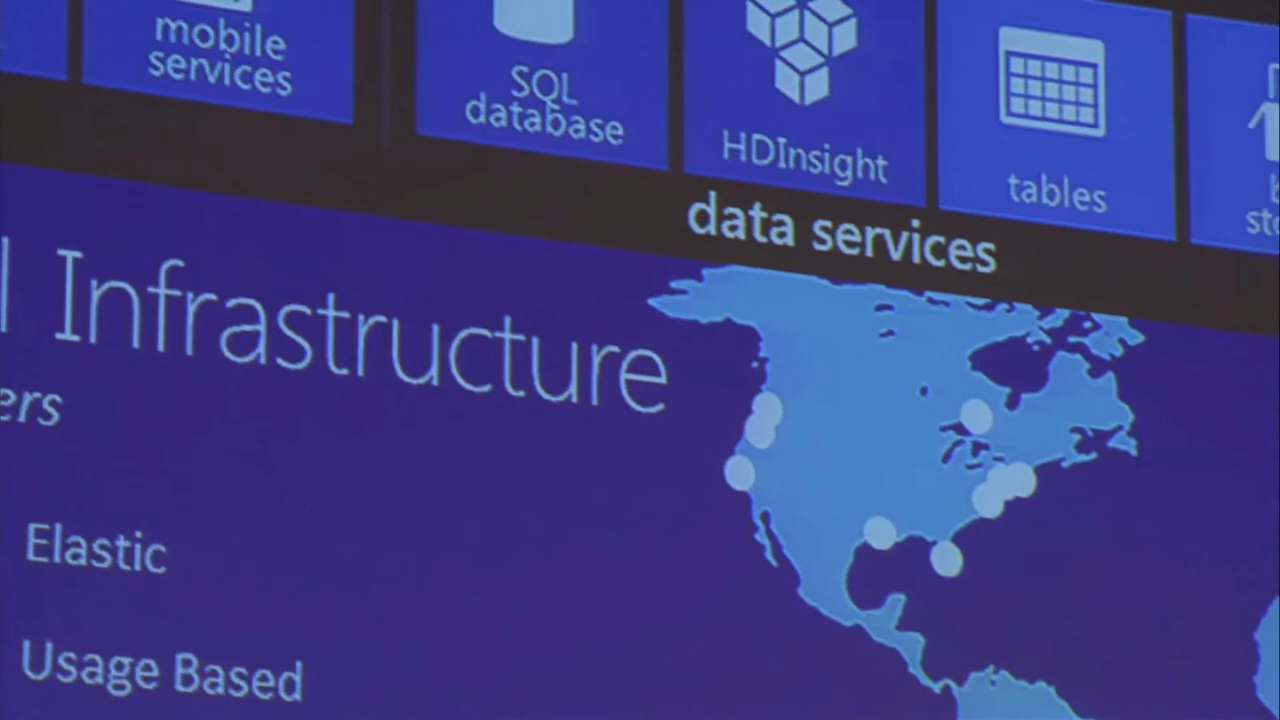 mobile
services
SQL
database
HDInsight
tables
data services
Infrastructure
Elastic
Usage Based